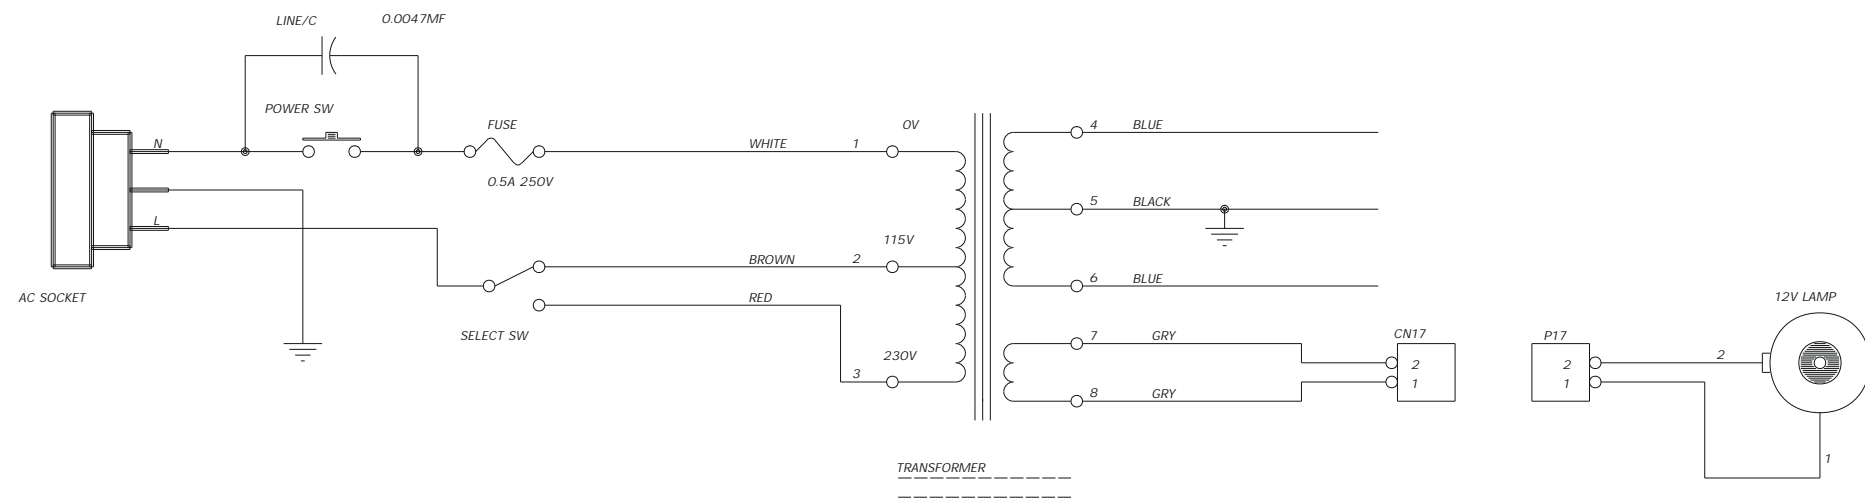 LINE/C 0.0047MF
POWER SW
N
FUSE
0.5A 250V
WHITE 1
0V
L
AC SOCKET
SELECT SW
115V
BROWN 2
RED
230V
3
4 BLUE
5 BLACK
6 BLUE
7 GRY
8 GRY
CN17
2
1
P17
2
1
2
12V LAMP
1
TRANSFORMER